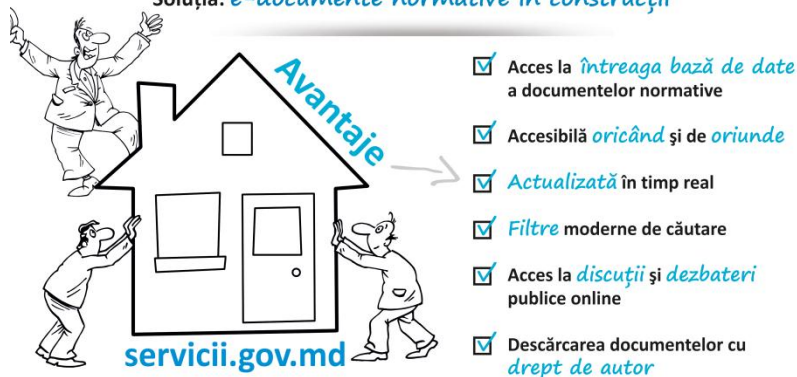 Soluția: e-documente normative în construcții
Avantaje
Acces la întreaga bază de date
a documentelor normative
Accesibilă oricând și de oriunde
Actualizată în timp real
Filtre moderne de căutare
Acces la discuții și dezbateri
publice online
Descărcarea documentelor cu
drept de autor
servicii.gov.md